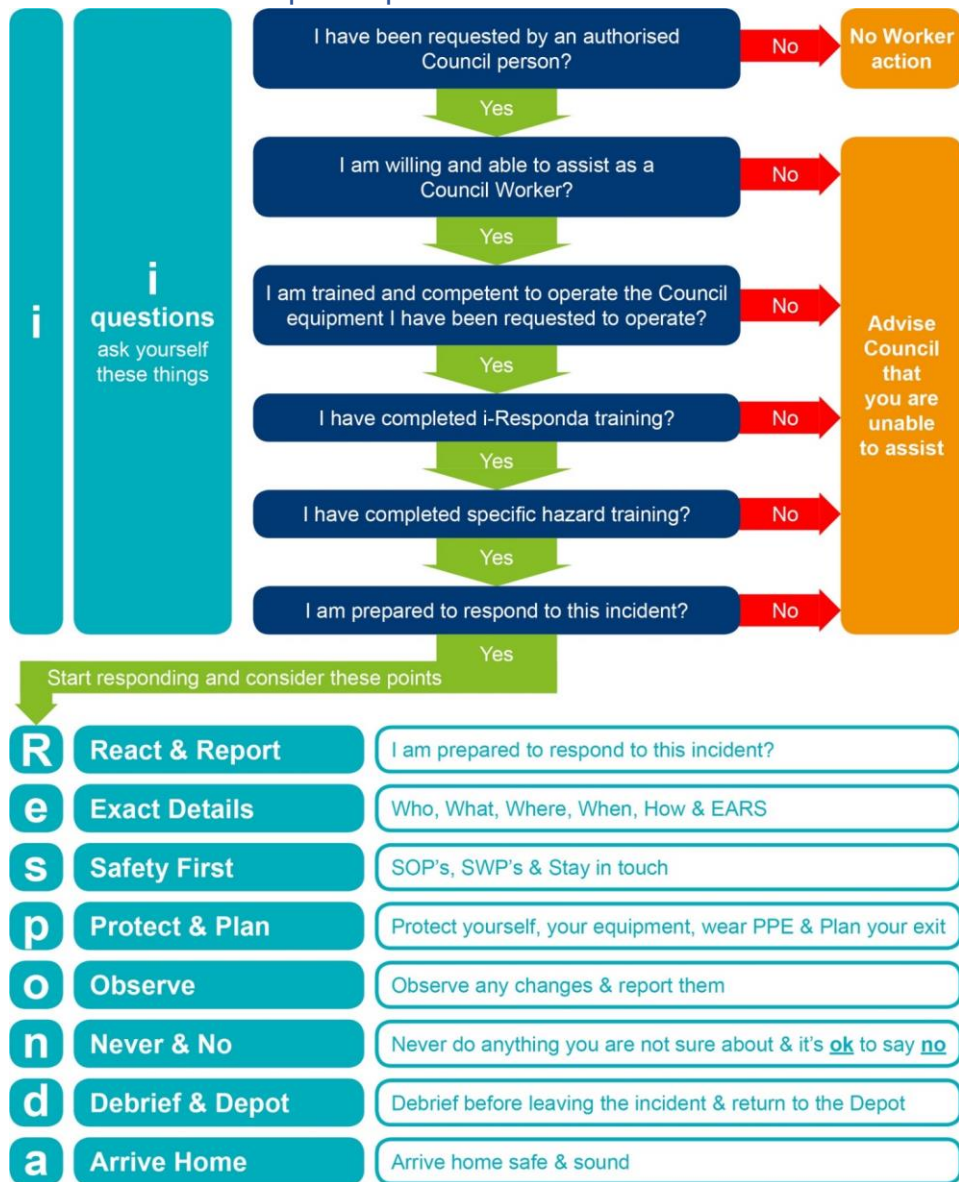 I have been requested by an authorised
Council person?
No
No Worker
action
Yes
I am willing and able to assist as a
Council Worker?
No
Yes
i
i
questions
ask yourself
these things
I am trained and competent to operate the Council
equipment I have been requested to operate?
No
Advise
Council
that
you are
unable
to assist
Yes
I have completed i-Responda training?
No
Yes
I have completed specific hazard training?
No
Yes
I am prepared to respond to this incident?
No
Yes
Start responding and consider these points
R React & Report I am prepared to respond to this incident?
e Exact Details Who, What, Where, When, How & EARS
s Safety First SOP's, SWP's & Stay in touch
p Protect & Plan Protect yourself, your equipment, wear PPE & Plan your exit
o Observe Observe any changes & report them
n Never & No Never do anything you are not sure about & it's ok to say no
d Debrief & Depot Debrief before leaving the incident & return to the Depot
a Arrive Home Arrive home safe & sound